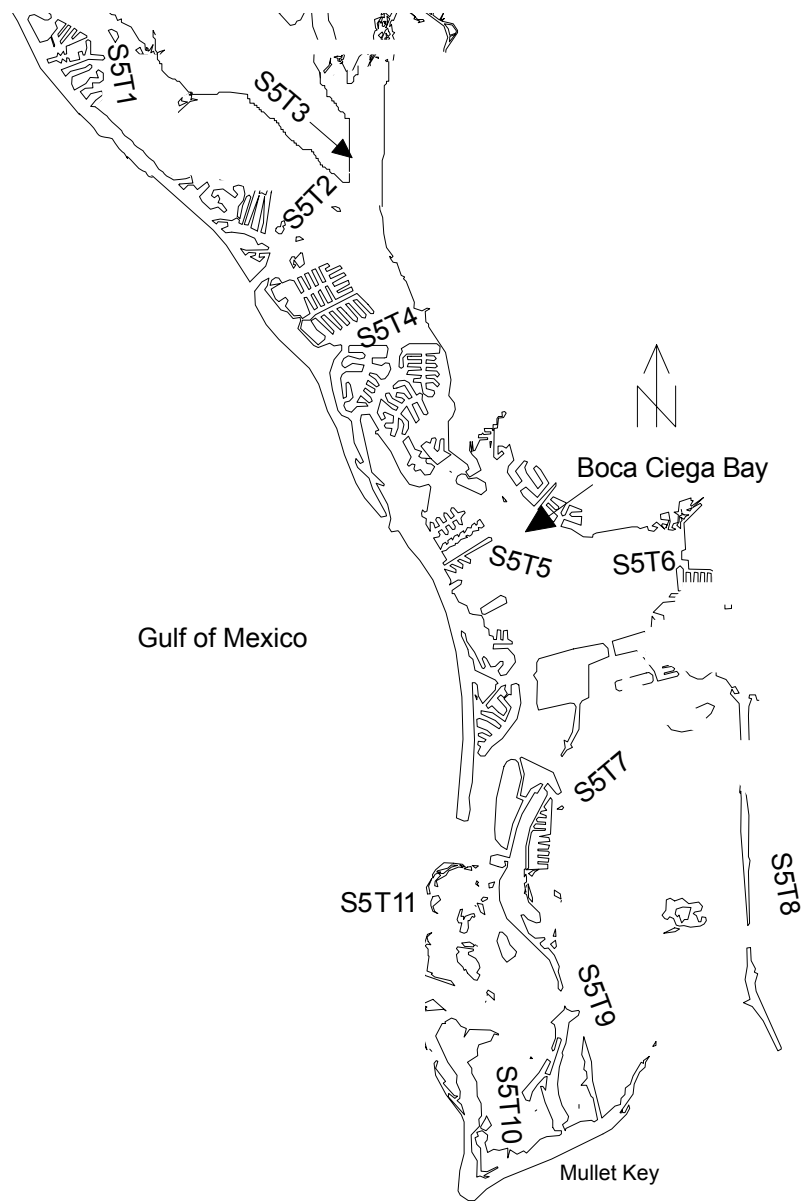 S5T1
S5T3
S5T2
S5T4
N
Boca Ciega Bay
S5T5
S5T6
Gulf of Mexico
S5T7
S5T8
S5T11
S5T9
S5T10
Mullet Key